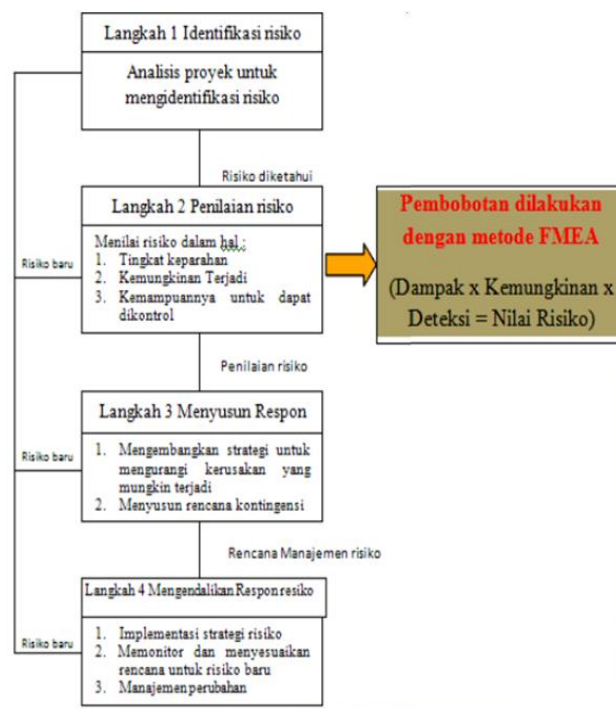 Langkah 1 Identifikasi risiko
Analisis proyek untuk
mengidentifikasi risiko
Risiko diketahui
Langkah 2 Penilaian risiko
Menilai risiko dalam hal :
1. Tingkat keparahan
2. Kemungkinan Terjadi
3. Kemampuannya untuk dapat
dikontrol
Pembobotan dilakukan
dengan metode FMEA
(Dampak x Kemungkinan x
Deteksi = Nilai Risiko)
Risiko baru
Penilaian risiko
Langkah 3 Menyusun Respon
1. Mengembangkan strategi untuk
mengurangi kerusakan yang
mungkin terjadi
2. Menyusun rencana kontingensi
Risiko baru
Rencana Manajemen risiko
Langkah 4 Mengendalikan Respon resiko
1. Implementasi strategi risiko
2. Memonitor dan menyesuaikan
rencana untuk risiko baru
3. Manajemen perubahan
Risiko baru